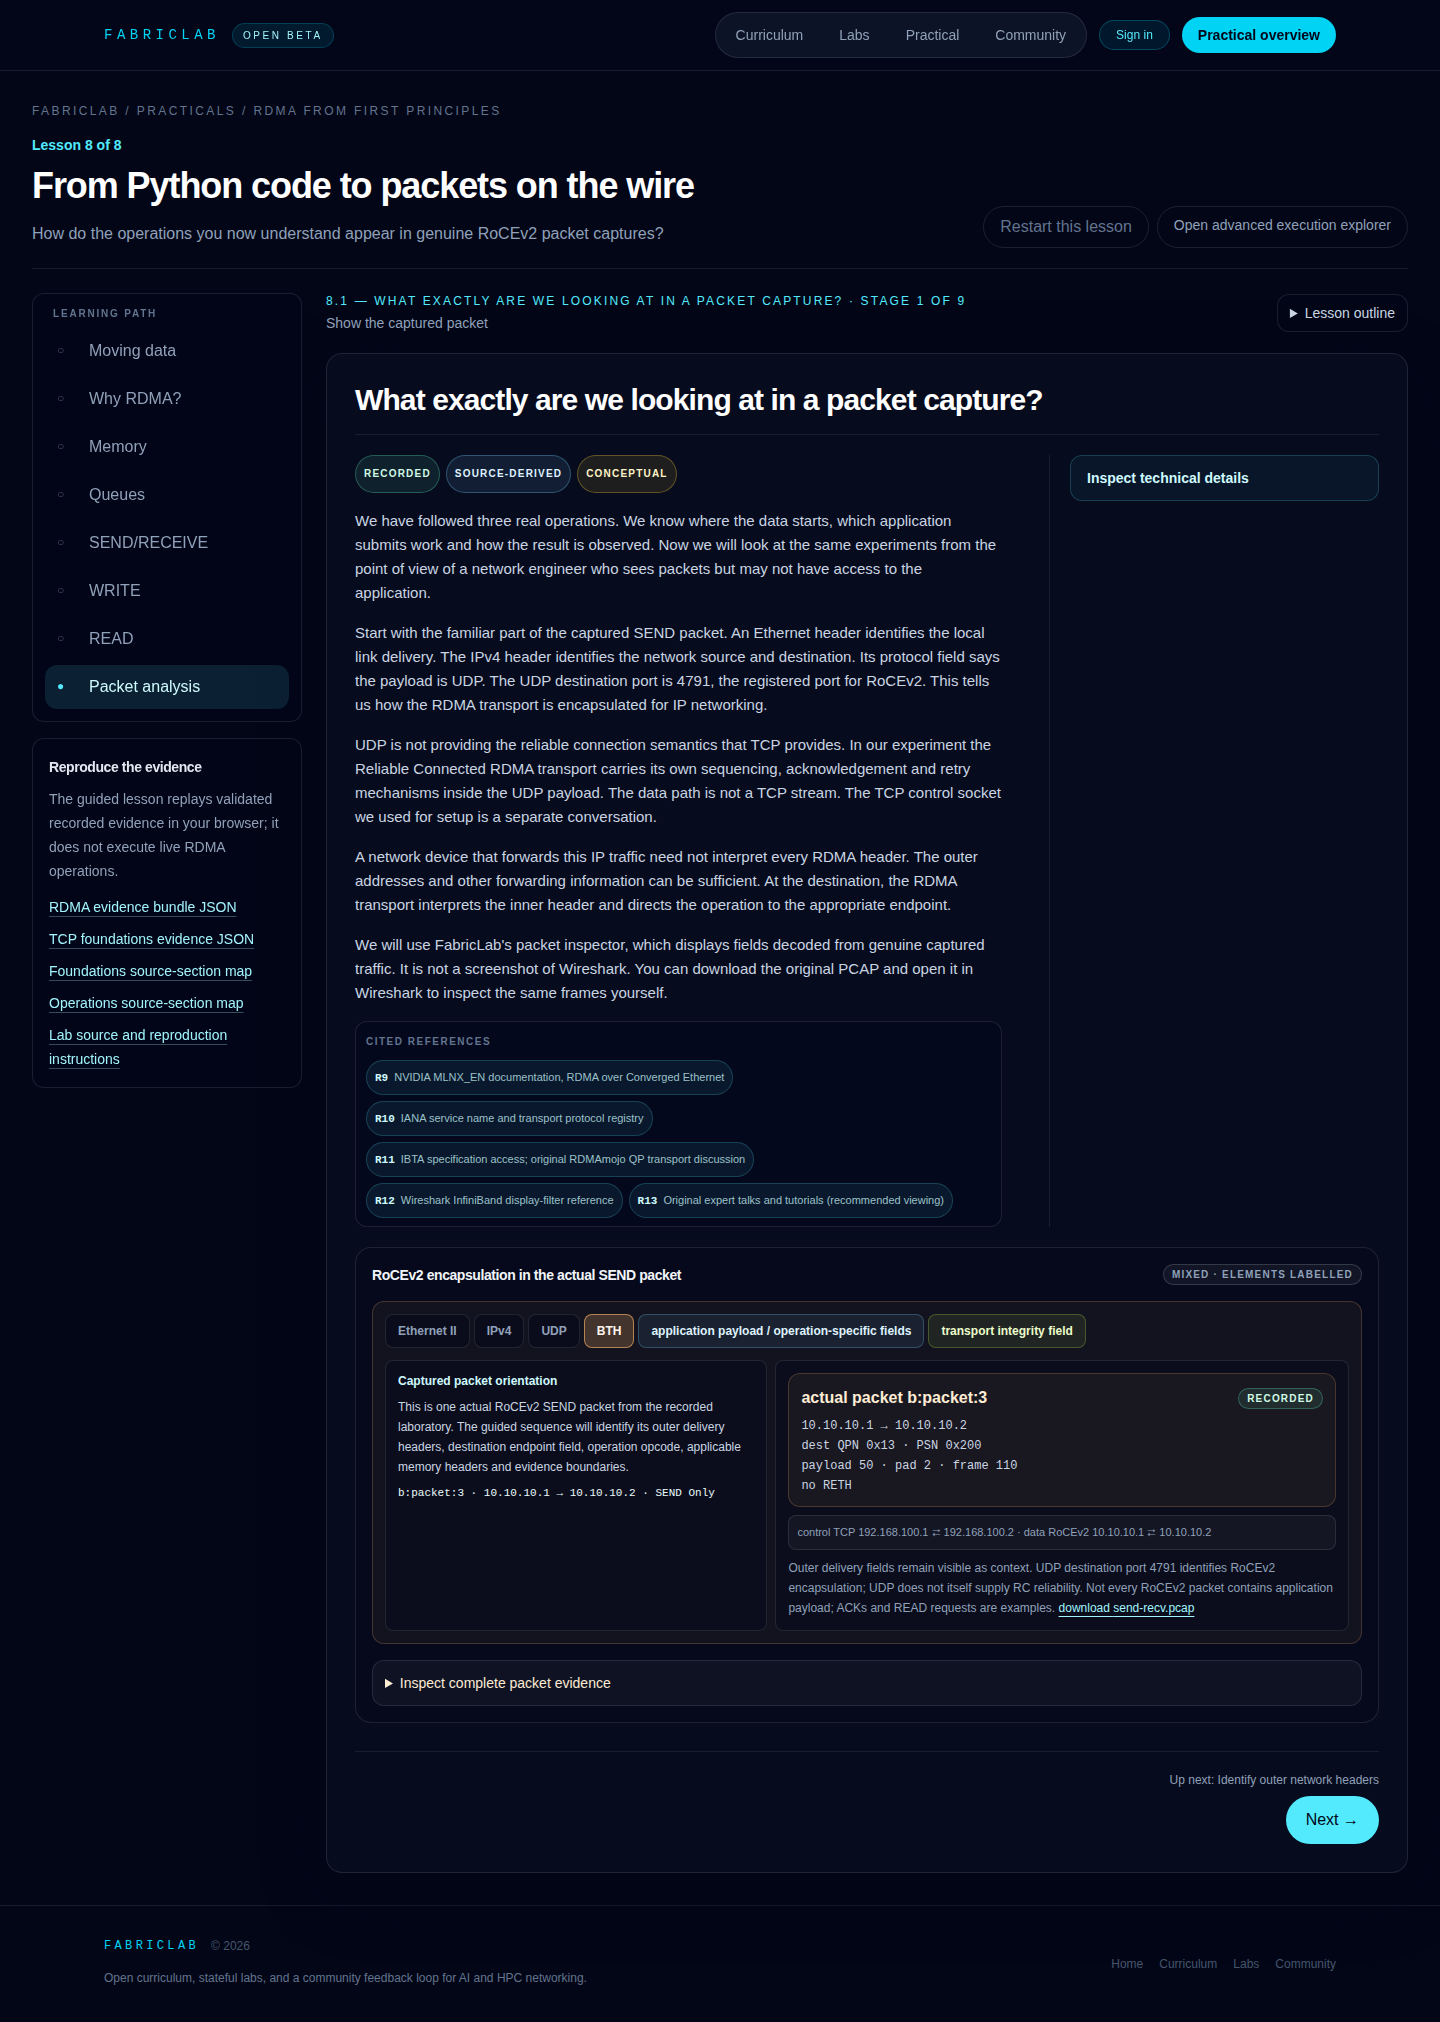 FABRICLAB
OPEN BETA
Curriculum
Labs
Practical
Community
Sign in
Practical overview
FABRICLAB / PRACTICALS / RDMA FROM FIRST PRINCIPLES
Lesson 8 of 8
From Python code to packets on the wire
How do the operations you now understand appear in genuine RoCEv2 packet captures?
Restart this lesson
Open advanced execution explorer
LEARNING PATH
Moving data
Why RDMA?
Memory
Queues
SEND/RECEIVE
WRITE
READ
Packet analysis
Reproduce the evidence
The guided lesson replays validated
recorded evidence in your browser; it
does not execute live RDMA
operations.
RDMA evidence bundle JSON
TCP foundations evidence JSON
Foundations source-section map
Operations source-section map
Lab source and reproduction
instructions
8.1 — WHAT EXACTLY ARE WE LOOKING AT IN A PACKET CAPTURE? · STAGE 1 OF 9
Show the captured packet
▶ Lesson outline
What exactly are we looking at in a packet capture?
RECORDED
SOURCE-DERIVED
CONCEPTUAL
Inspect technical details
We have followed three real operations. We know where the data starts, which application
submits work and how the result is observed. Now we will look at the same experiments from the
point of view of a network engineer who sees packets but may not have access to the
application.
Start with the familiar part of the captured SEND packet. An Ethernet header identifies the local
link delivery. The IPv4 header identifies the network source and destination. Its protocol field says
the payload is UDP. The UDP destination port is 4791, the registered port for RoCEv2. This tells
us how the RDMA transport is encapsulated for IP networking.
UDP is not providing the reliable connection semantics that TCP provides. In our experiment the
Reliable Connected RDMA transport carries its own sequencing, acknowledgement and retry
mechanisms inside the UDP payload. The data path is not a TCP stream. The TCP control socket
we used for setup is a separate conversation.
A network device that forwards this IP traffic need not interpret every RDMA header. The outer
addresses and other forwarding information can be sufficient. At the destination, the RDMA
transport interprets the inner header and directs the operation to the appropriate endpoint.
We will use FabricLab's packet inspector, which displays fields decoded from genuine captured
traffic. It is not a screenshot of Wireshark. You can download the original PCAP and open it in
Wireshark to inspect the same frames yourself.
CITED REFERENCES
R9 NVIDIA MLNX_EN documentation, RDMA over Converged Ethernet
R10 IANA service name and transport protocol registry
R11 IBTA specification access; original RDMAmojo QP transport discussion
R12 Wireshark InfiniBand display-filter reference
R13 Original expert talks and tutorials (recommended viewing)
RoCEv2 encapsulation in the actual SEND packet
MIXED · ELEMENTS LABELLED
Ethernet II
IPv4
UDP
BTH
application payload / operation-specific fields
transport integrity field
Captured packet orientation
This is one actual RoCEv2 SEND packet from the recorded
laboratory. The guided sequence will identify its outer delivery
headers, destination endpoint field, operation opcode, applicable
memory headers and evidence boundaries.
b:packet:3 · 10.10.10.1 → 10.10.10.2 · SEND Only
actual packet b:packet:3
RECORDED
10.10.10.1 → 10.10.10.2
dest QPN 0x13 · PSN 0x200
payload 50 · pad 2 · frame 110
no RETH
control TCP 192.168.100.1 ⇄ 192.168.100.2 · data RoCEv2 10.10.10.1 ⇄ 10.10.10.2
Outer delivery fields remain visible as context. UDP destination port 4791 identifies RoCEv2
encapsulation; UDP does not itself supply RC reliability. Not every RoCEv2 packet contains application
payload; ACKs and READ requests are examples. download send-recv.pcap
▶ Inspect complete packet evidence
Up next: Identify outer network headers
Next →
FABRICLAB © 2026
Open curriculum, stateful labs, and a community feedback loop for AI and HPC networking.
Home
Curriculum
Labs
Community